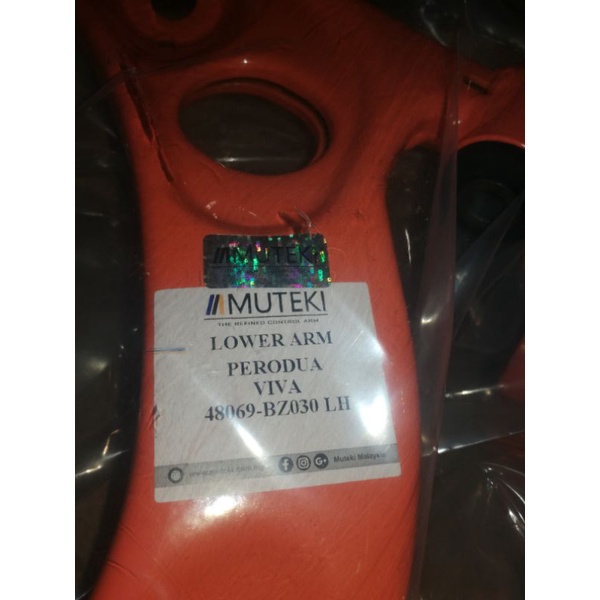 MUTEKI
MUTEKI
THE REFINED CONTROL ARM
LOWER ARM
PERODUA
VIVA
48069-BZ030 LH
Muteki Malaysia